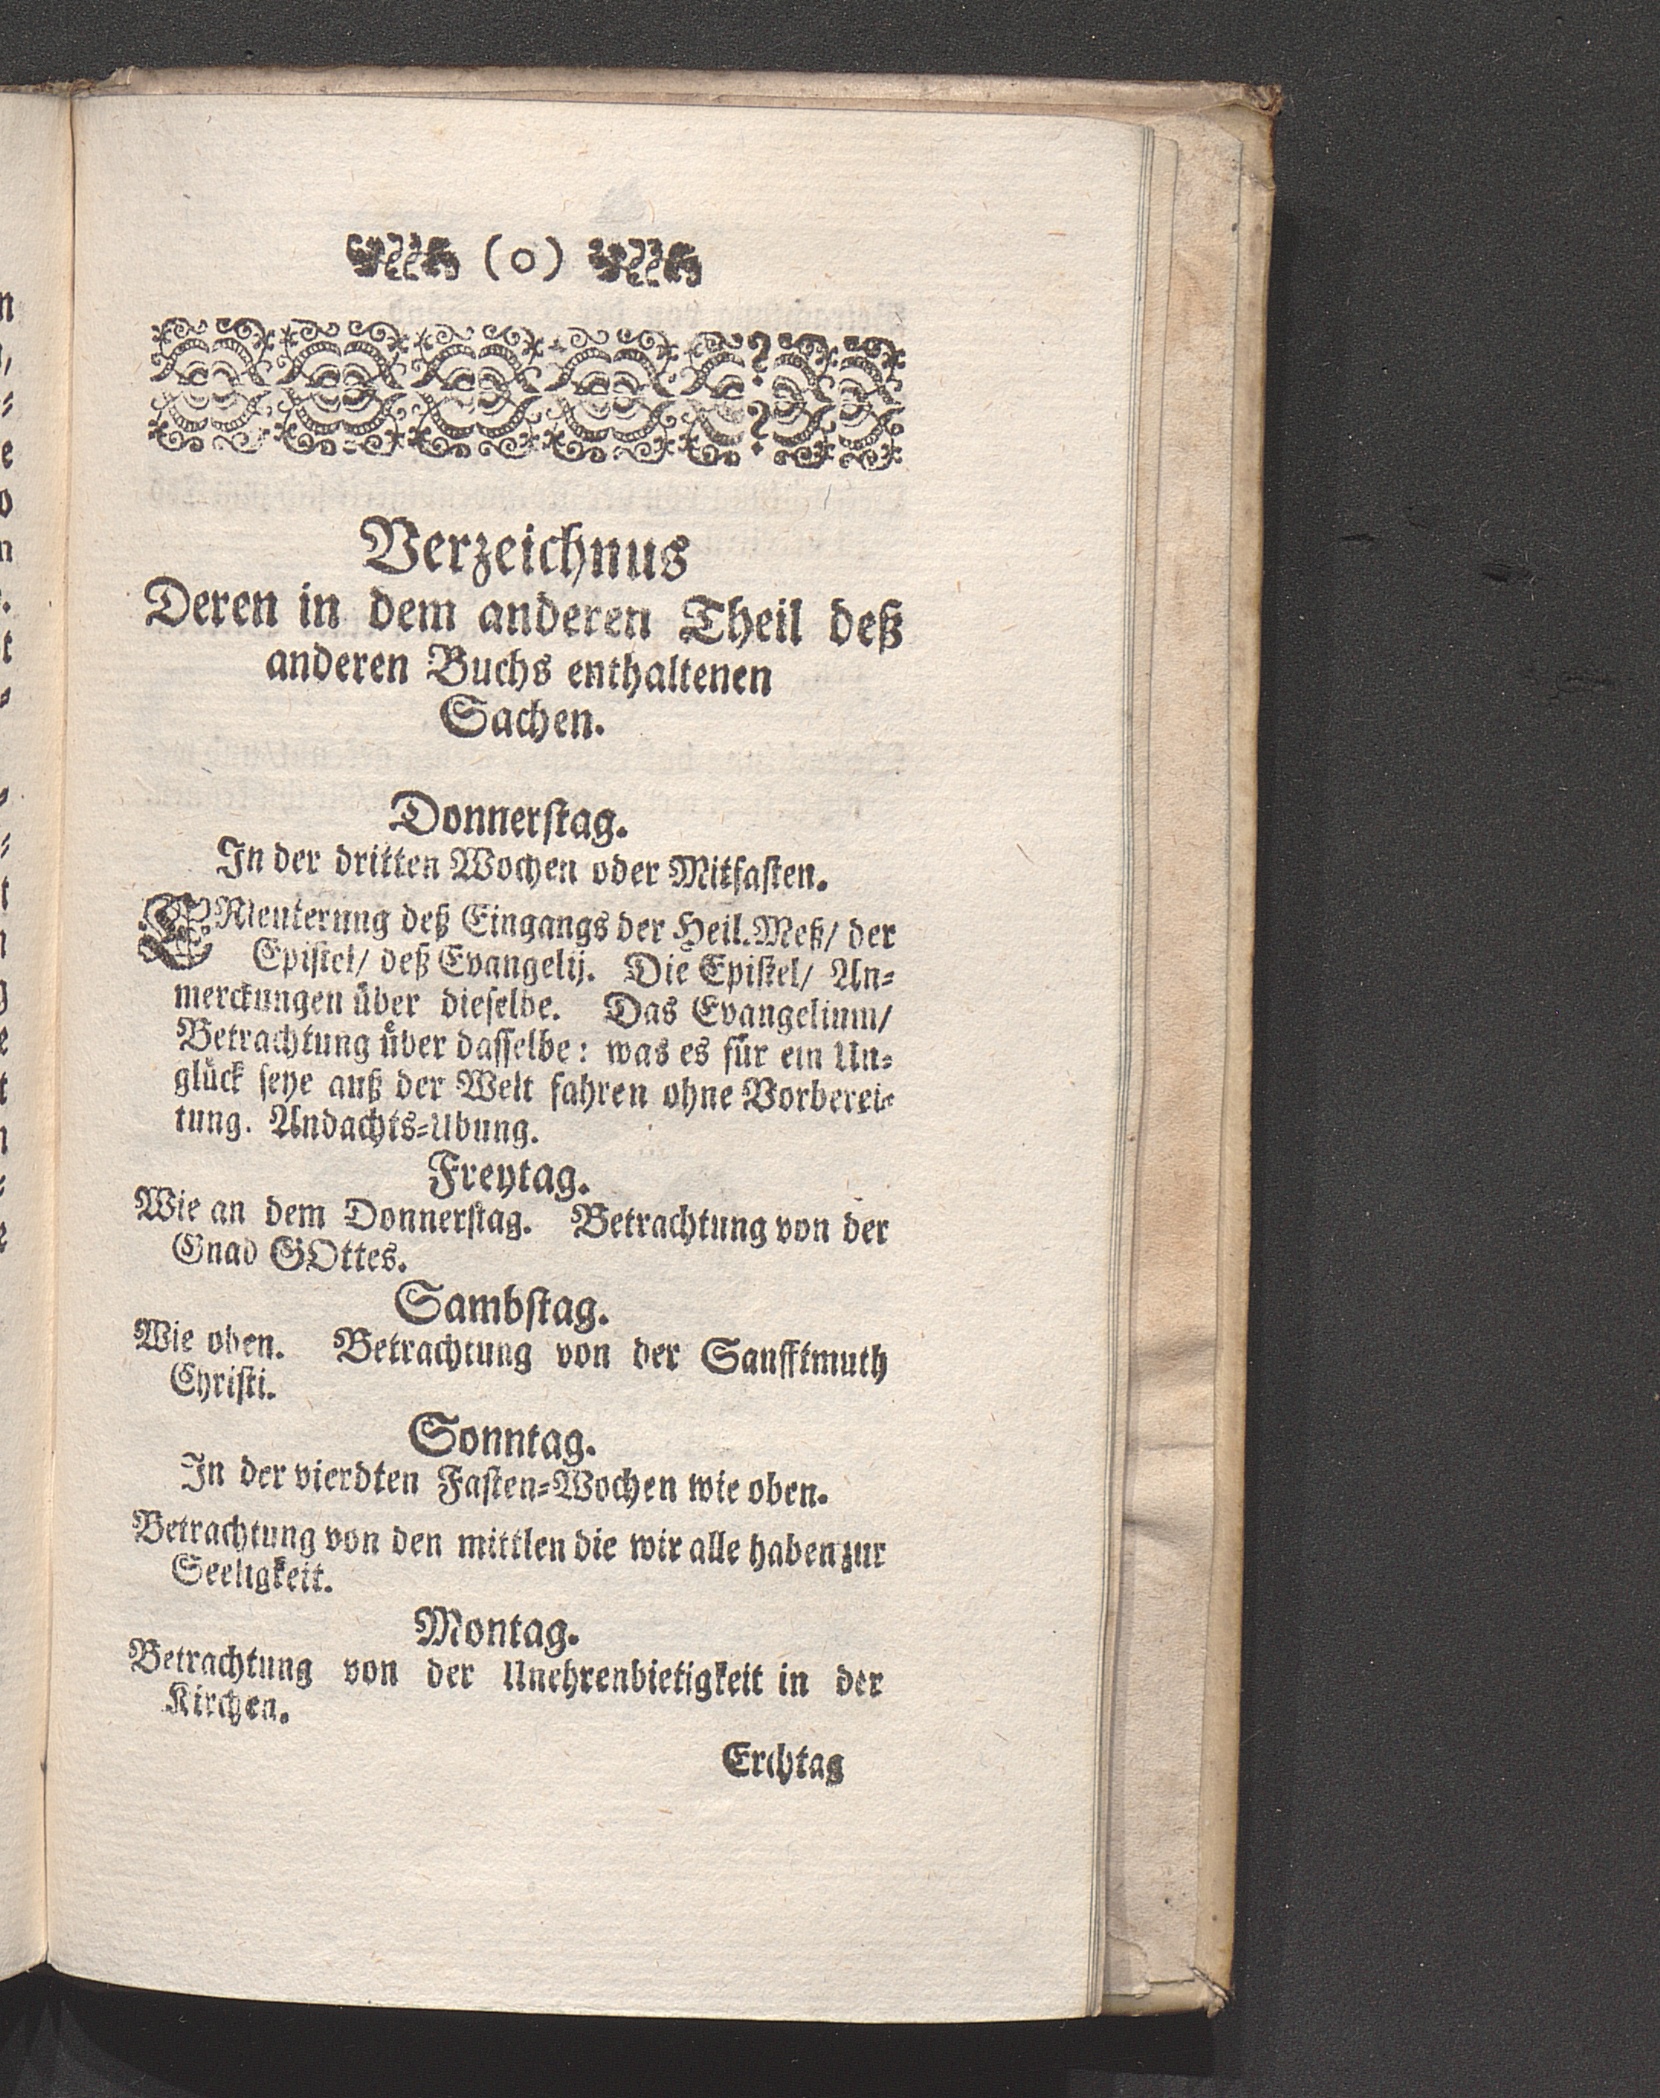 (o)
Verzeichnus
Deren in dem anderen Theil deß
anderen Buchs enthaltenen
Sachen.
Donnerstag.
In der dritten Wochen oder Mitfasten.
ERleuterung deß Eingangs der Heil. Meß/ der
Epistel/ deß Evangelij. Die Epistel/ An-
merckungen über dieselbe. Das Evangelium/
Betrachtung über dasselbe: was es für ein Un-
glück seye auß der Welt fahren ohne Vorberei-
tung. Andachts-Ubung.
Freytag.
Wie an dem Donnerstag. Betrachtung von der
Gnad GOttes.
Sambstag.
Wie oben. Betrachtung von der Sanfftmuth
Christi.
Sonntag.
In der vierdten Fasten-Wochen wie oben.
Betrachtung von den mittlen die wir alle haben zur
Seeligkeit.
Montag.
Betrachtung von der Unehrenbietigkeit in der
Kirchen.
Erchtag